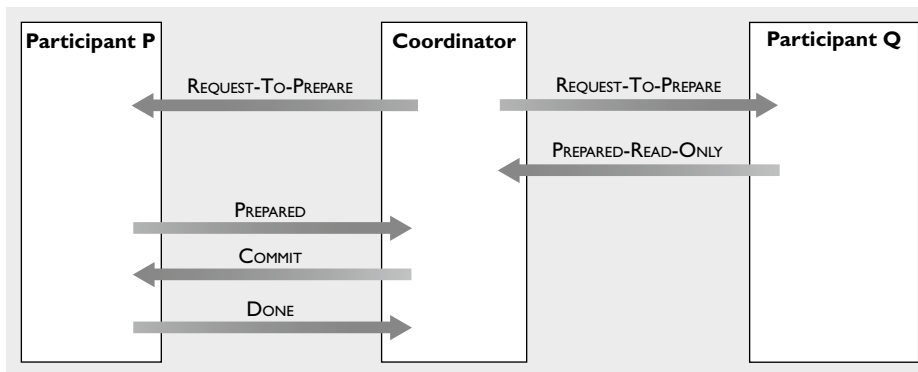 Participant P
Coordinator
Participant Q
REQUEST-TO-PREPARE
REQUEST-TO-PREPARE
PREPARED-READ-ONLY
PREPARED
COMMIT
DONE